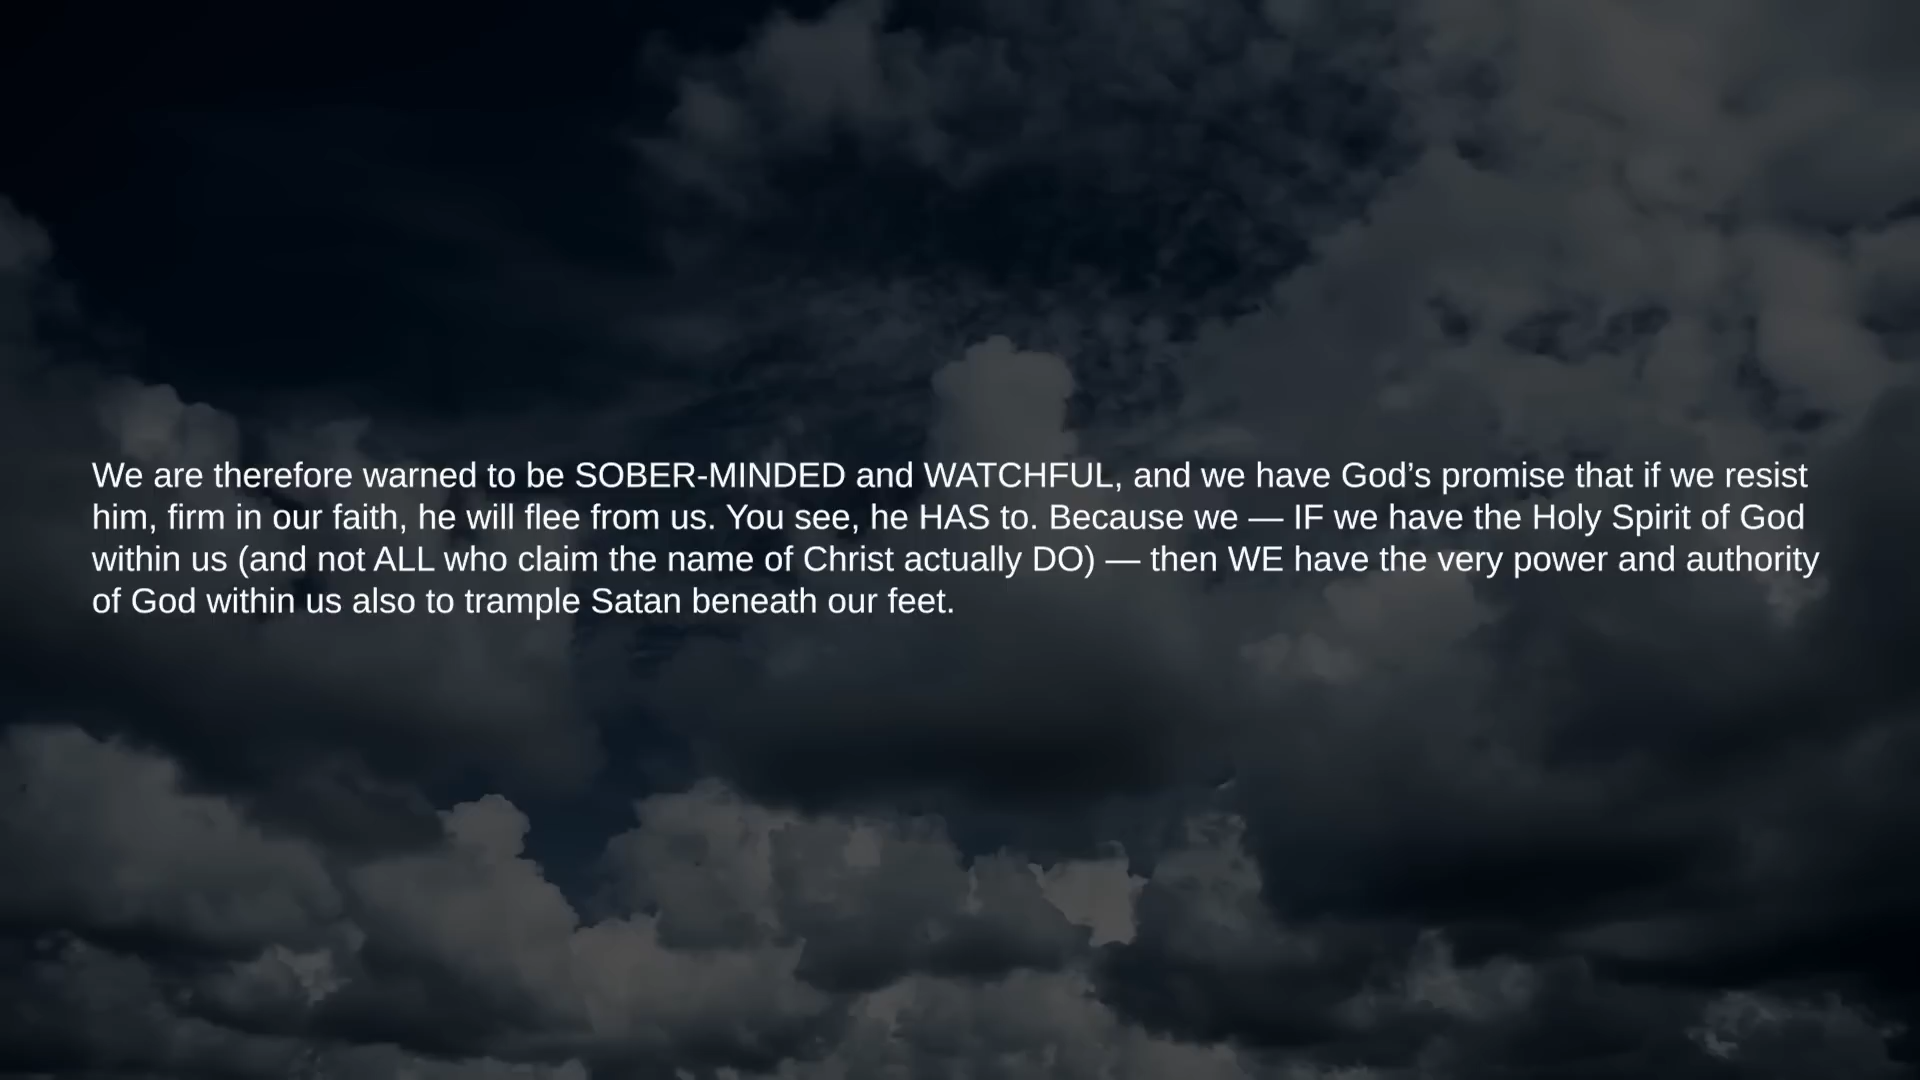 We are therefore warned to be SOBER-MINDED and WATCHFUL, and we have God’s promise that if we resist
him, firm in our faith, he will flee from us. You see, he HAS to. Because we — IF we have the Holy Spirit of God
within us (and not ALL who claim the name of Christ actually DO) — then WE have the very power and authority
of God within us also to trample Satan beneath our feet.